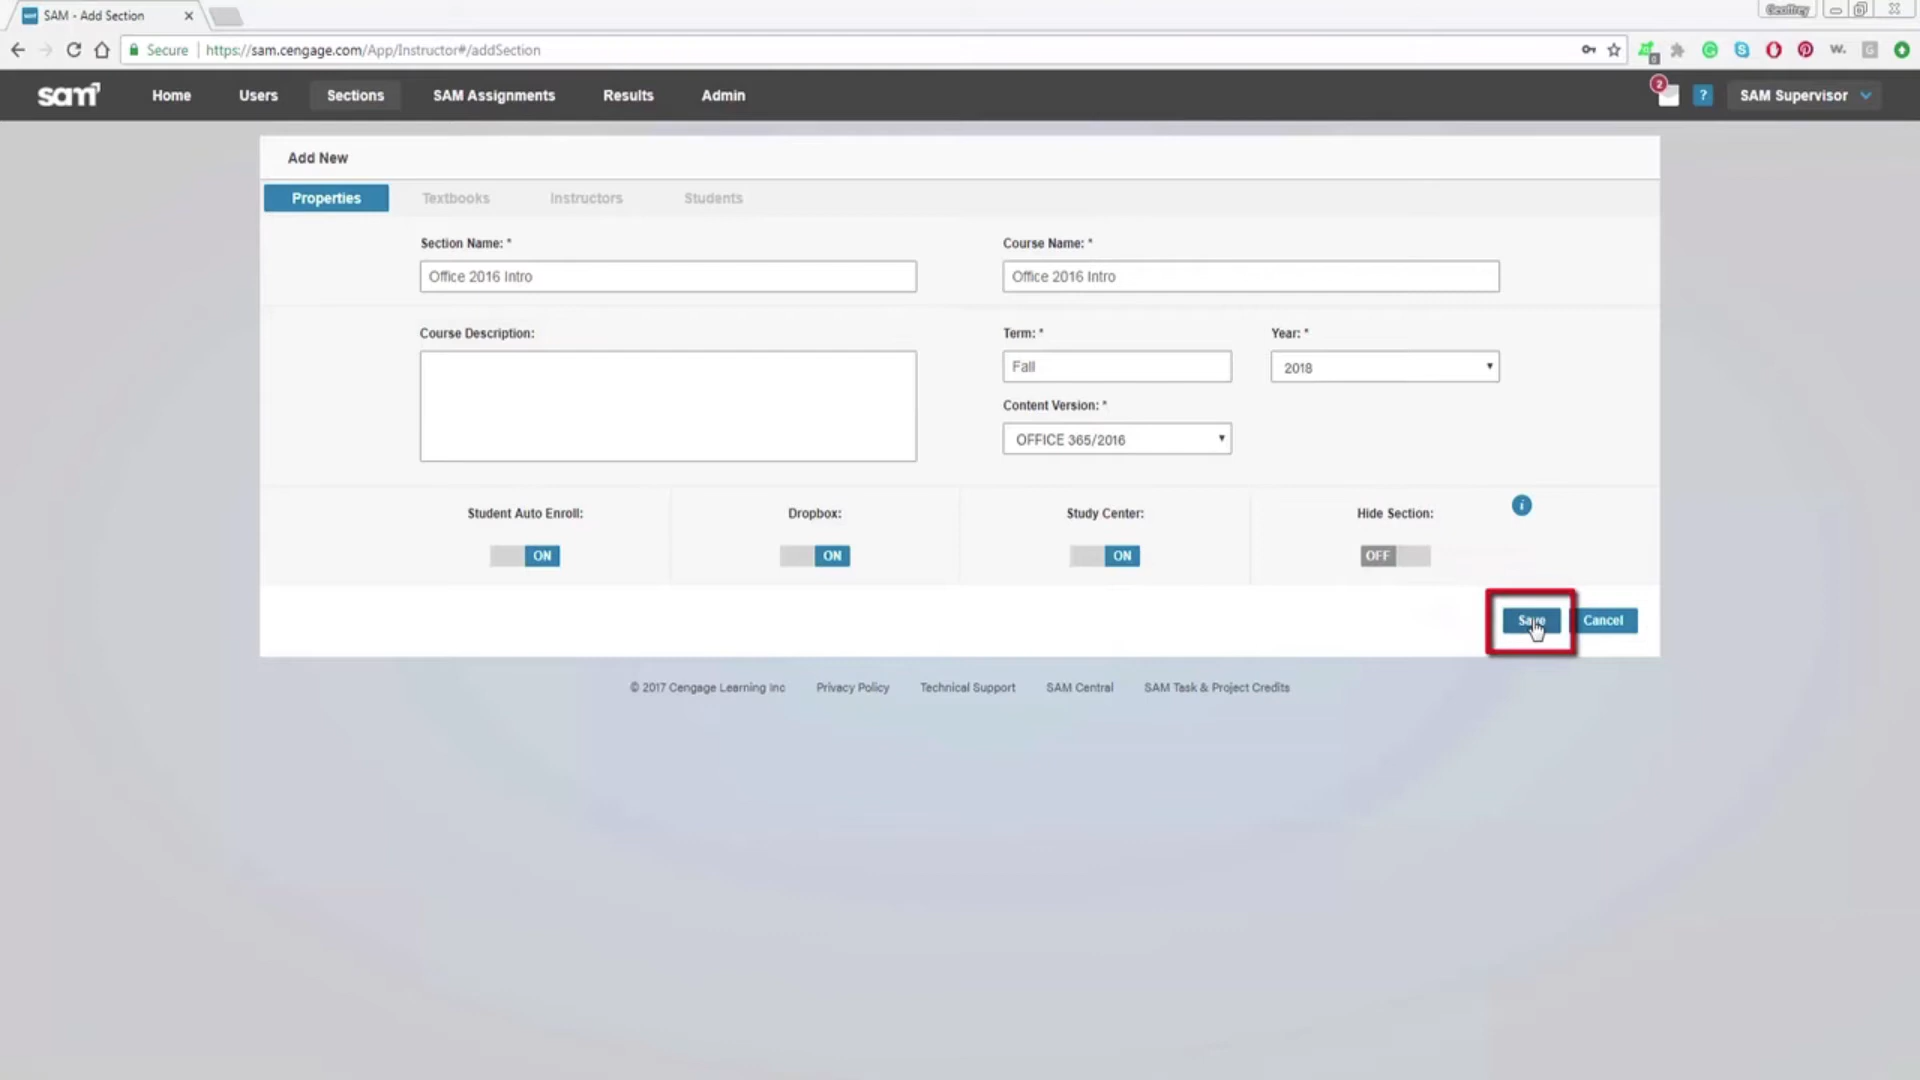 SAM - Add Section
Geoffrey
Secure https://sam.cengage.com/App/Instructor#/addSection
sam Home Users Sections SAM Assignments Results Admin 2 ? SAM Supervisor
Add New
Properties Textbooks Instructors Students
Section Name: * Course Name: *
Office 2016 Intro Office 2016 Intro
Course Description: Term: * Year: *
Fall 2018
Content Version: *
OFFICE 365/2016
Student Auto Enroll: Dropbox: Study Center: Hide Section: i
ON ON ON OFF
Save Cancel
© 2017 Cengage Learning Inc Privacy Policy Technical Support SAM Central SAM Task & Project Credits